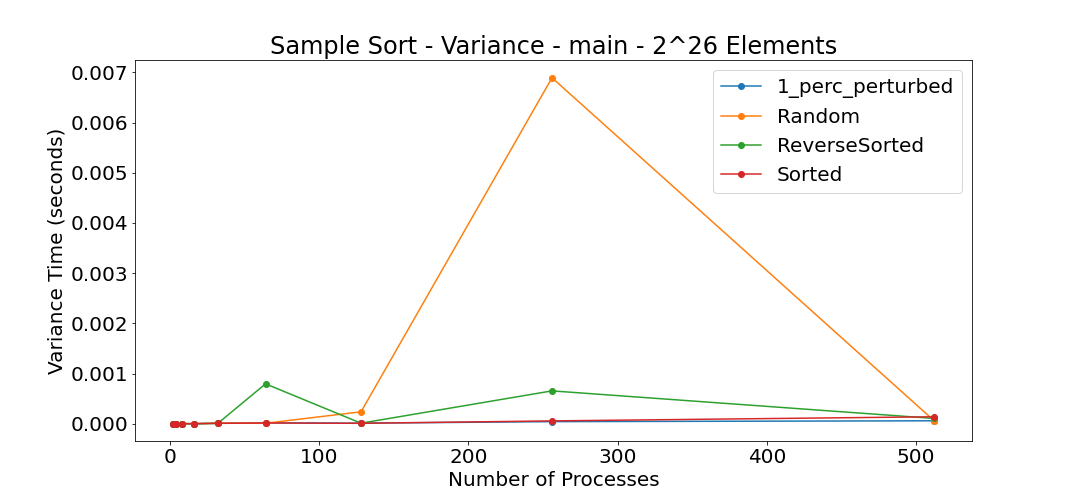 Sample Sort - Variance - main - 2^26 Elements
Variance Time (seconds)
0.007
0.006
0.005
0.004
0.003
0.002
0.001
0.000
1_perc_perturbed
Random
ReverseSorted
Sorted
0 100 200 300 400 500
Number of Processes